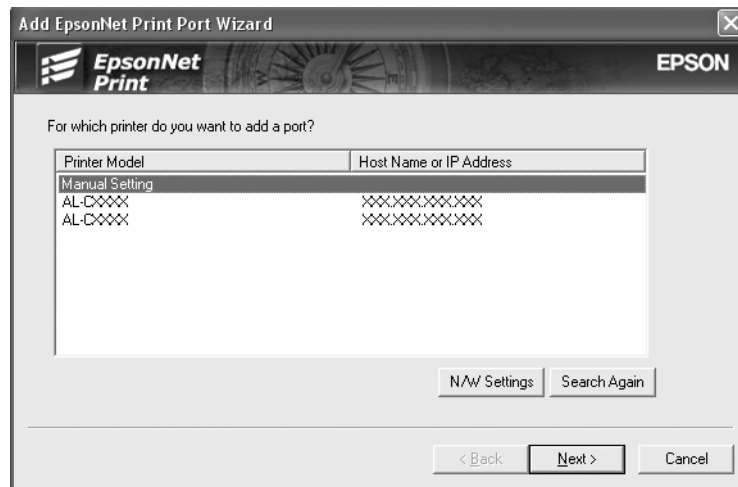 Add EpsonNet Print Port Wizard
EpsonNet
Print
EPSON
For which printer do you want to add a port?
Printer Model Host Name or IP Address
Manual Setting
AL-CXXXX XXX.XXX.XXX.XXX
AL-CXXXX XXX.XXX.XXX.XXX
N/W Settings Search Again
< Back Next > Cancel